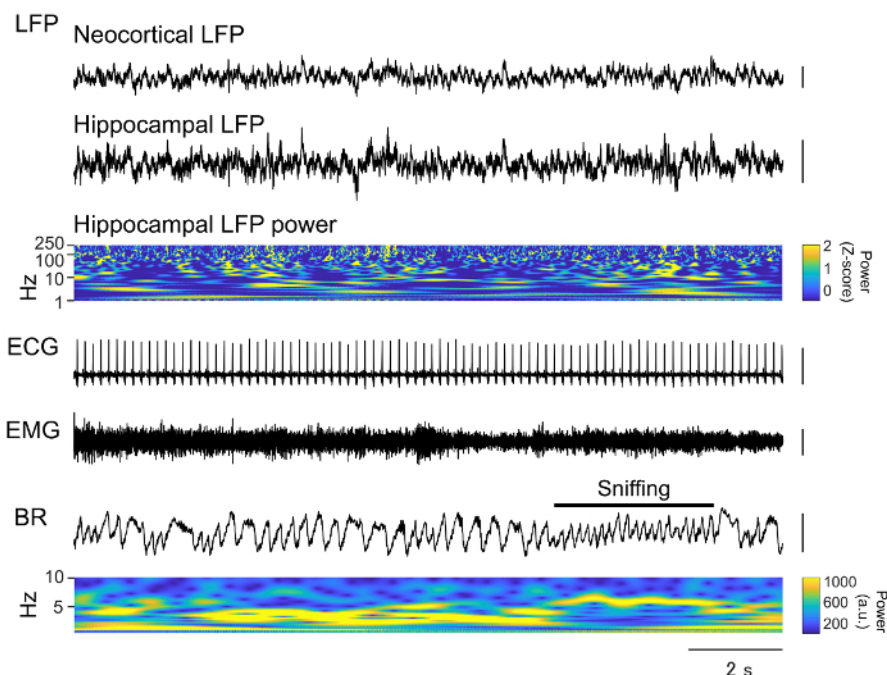 LFP
Neocortical LFP
Hippocampal LFP
Hippocampal LFP power
250
100
10
1
Hz
2
1
0
Power
(Z-score)
ECG
EMG
Sniffing
BR
10
5
Hz
1000
600
200
Power
(a.u.)
2 s